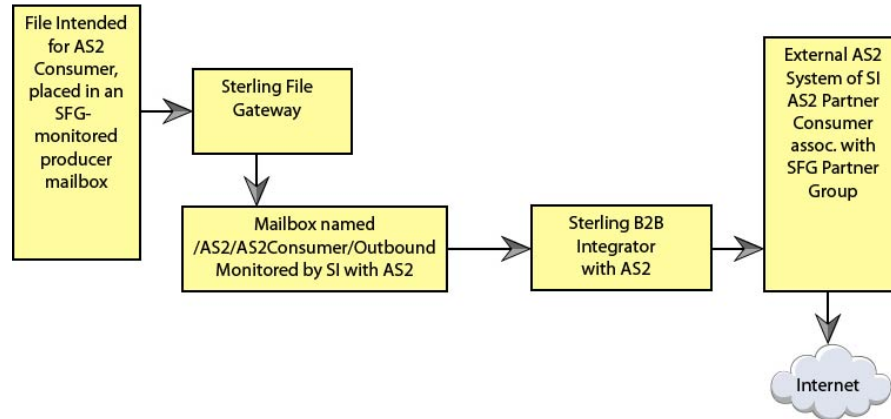 File Intended
for AS2
Consumer,
placed in an
SFG-
monitored
producer
mailbox
Sterling File
Gateway
Mailbox named
/AS2/AS2Consumer/Outbound
Monitored by SI with AS2
Sterling B2B
Integrator
with AS2
External AS2
System of SI
AS2 Partner
Consumer
assoc. with
SFG Partner
Group
Internet